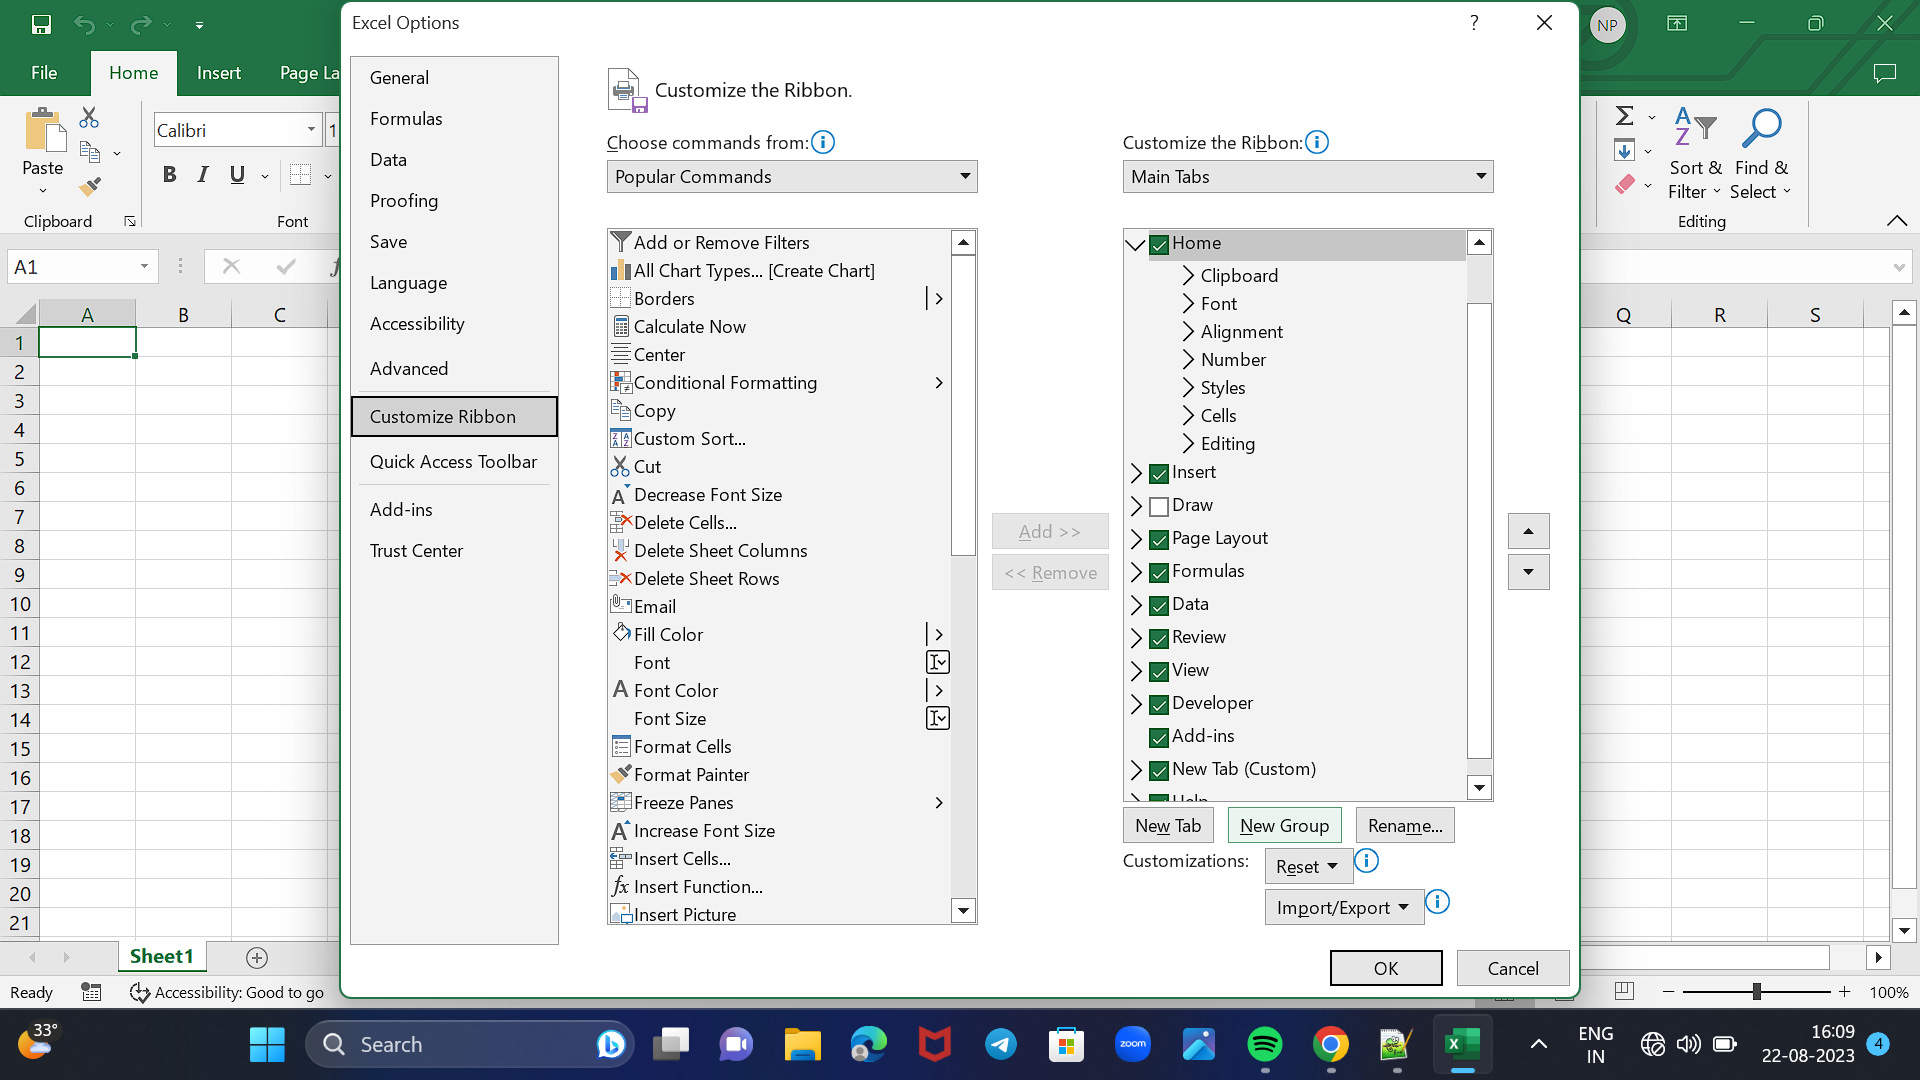 Excel Options
?
NP
File
Home
Insert
Page La
Paste
Clipboard
Calibri
1
B I U
Font
Sort &
Filter
Find &
Select
Editing
A1
A B C
Q R S
1
2
3
4
5
6
7
8
9
10
11
12
13
14
15
16
17
18
19
20
21
General
Formulas
Data
Proofing
Save
Language
Accessibility
Advanced
Customize Ribbon
Quick Access Toolbar
Add-ins
Trust Center
Customize the Ribbon.
Choose commands from:
Popular Commands
Add or Remove Filters
All Chart Types... [Create Chart]
Borders
Calculate Now
Center
Conditional Formatting
Copy
Custom Sort...
Cut
Decrease Font Size
Delete Cells...
Delete Sheet Columns
Delete Sheet Rows
Email
Fill Color
Font
Font Color
Font Size
Format Cells
Format Painter
Freeze Panes
Increase Font Size
Insert Cells...
Insert Function...
Insert Picture
Add >>
<< Remove
Customize the Ribbon:
Main Tabs
Home
Clipboard
Font
Alignment
Number
Styles
Cells
Editing
Insert
Draw
Page Layout
Formulas
Data
Review
View
Developer
Add-ins
New Tab (Custom)
Help
New Tab
New Group
Rename...
Customizations:
Reset
Import/Export
OK
Cancel
Sheet1
Ready
Accessibility: Good to go
100%
33°
Search
zoom
ENG
IN
16:09
22-08-2023
4